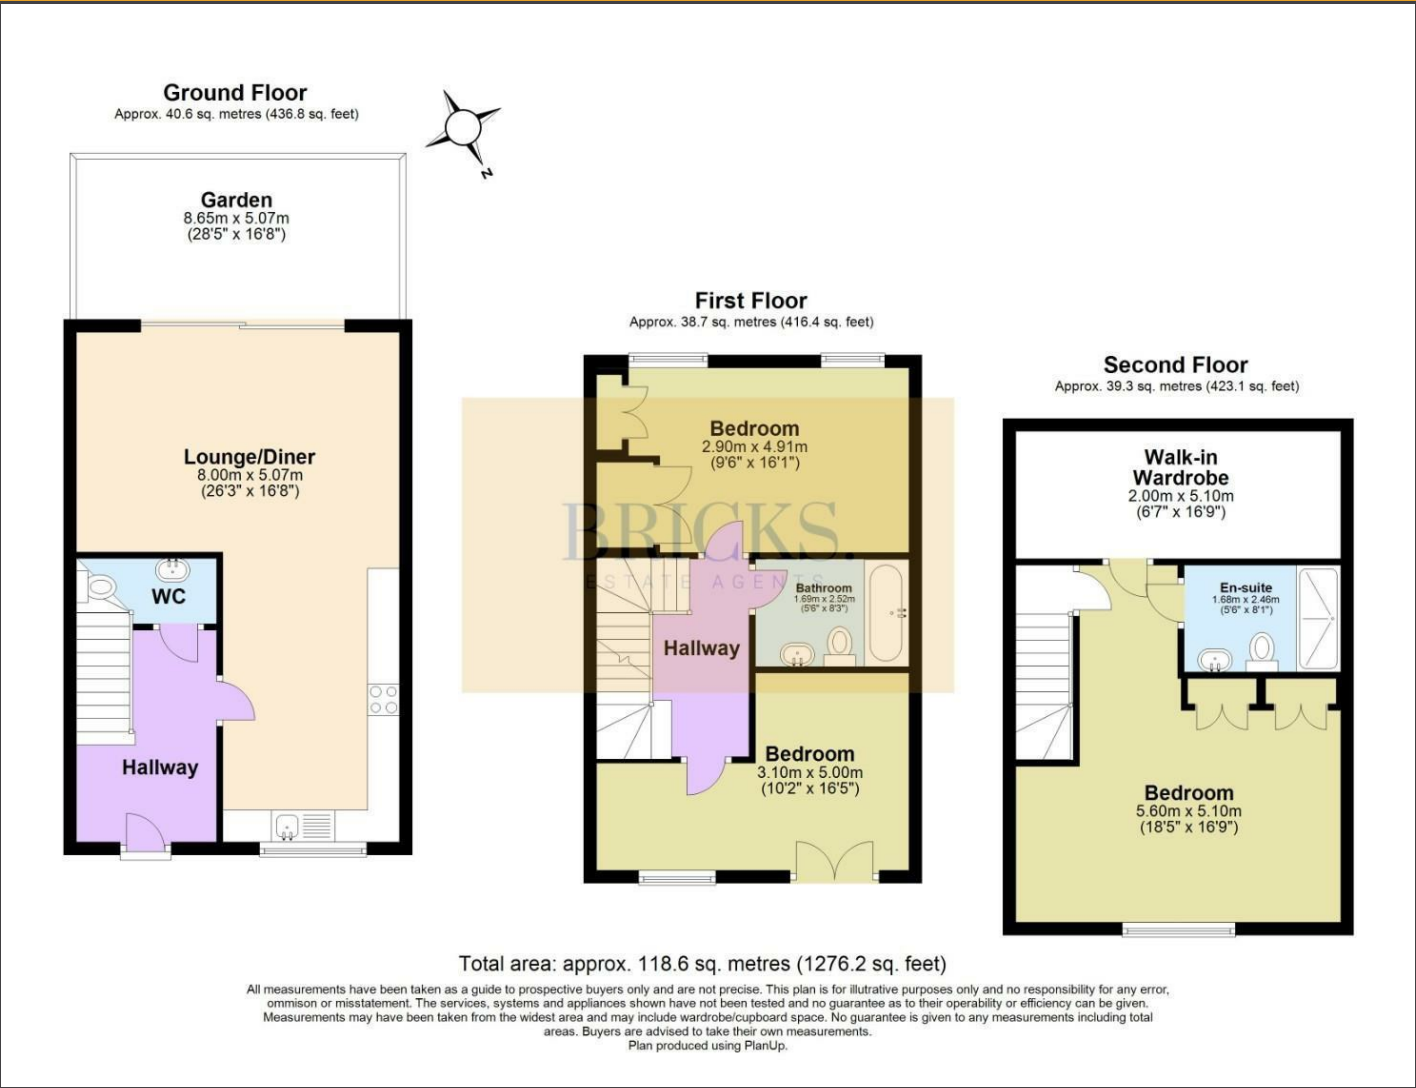 Ground Floor
Approx. 40.6 sq. metres (436.8 sq. feet)
N
Garden
8.65m x 5.07m
(28'5" x 16'8")
Lounge/Diner
8.00m x 5.07m
(26'3" x 16'8")
WC
Hallway
First Floor
Approx. 38.7 sq. metres (416.4 sq. feet)
Bedroom
2.90m x 4.91m
(9'6" x 16'1")
BRICKS.
ESTATE AGENTS
Bathroom
1.69m x 2.52m
(5'6" x 8'3")
Hallway
Bedroom
3.10m x 5.00m
(10'2" x 16'5")
Second Floor
Approx. 39.3 sq. metres (423.1 sq. feet)
Walk-in
Wardrobe
2.00m x 5.10m
(6'7" x 16'9")
En-suite
1.68m x 2.46m
(5'6" x 8'1")
Bedroom
5.60m x 5.10m
(18'5" x 16'9")
Total area: approx. 118.6 sq. metres (1276.2 sq. feet)
All measurements have been taken as a guide to prospective buyers only and are not precise. This plan is for illutrative purposes only and no responsibility for any error,
ommison or misstatement. The services, systems and appliances shown have not been tested and no guarantee as to their operability or efficiency can be given.
Measurements may have been taken from the widest area and may include wardrobe/cupboard space. No guarantee is given to any measurements including total
areas. Buyers are advised to take their own measurements.
Plan produced using PlanUp.